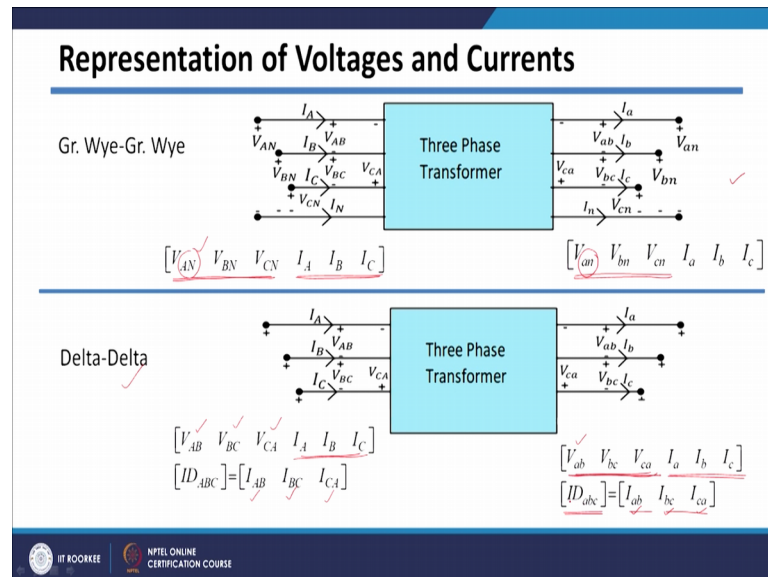 Representation of Voltages and Currents
Gr. Wye-Gr. Wye
I_A V_AN V_AB
I_B V_BN V_BC V_CA
I_C V_CN I_N
Three Phase
Transformer
I_a V_an
V_ab I_b
V_ca V_bc I_c V_bn
I_n V_cn
[V_AN V_BN V_CN I_A I_B I_C]
[V_an V_bn V_cn I_a I_b I_c]
Delta-Delta
I_A
I_B V_AB
I_C V_BC V_CA
Three Phase
Transformer
I_a
V_ab I_b
V_ca V_bc I_c
[V_AB V_BC V_CA I_A I_B I_C]
[ID_ABC]=[I_AB I_BC I_CA]
[V_ab V_bc V_ca I_a I_b I_c]
[ID_abc]=[I_ab I_bc I_ca]
IIT ROORKEE
NPTEL ONLINE
CERTIFICATION COURSE